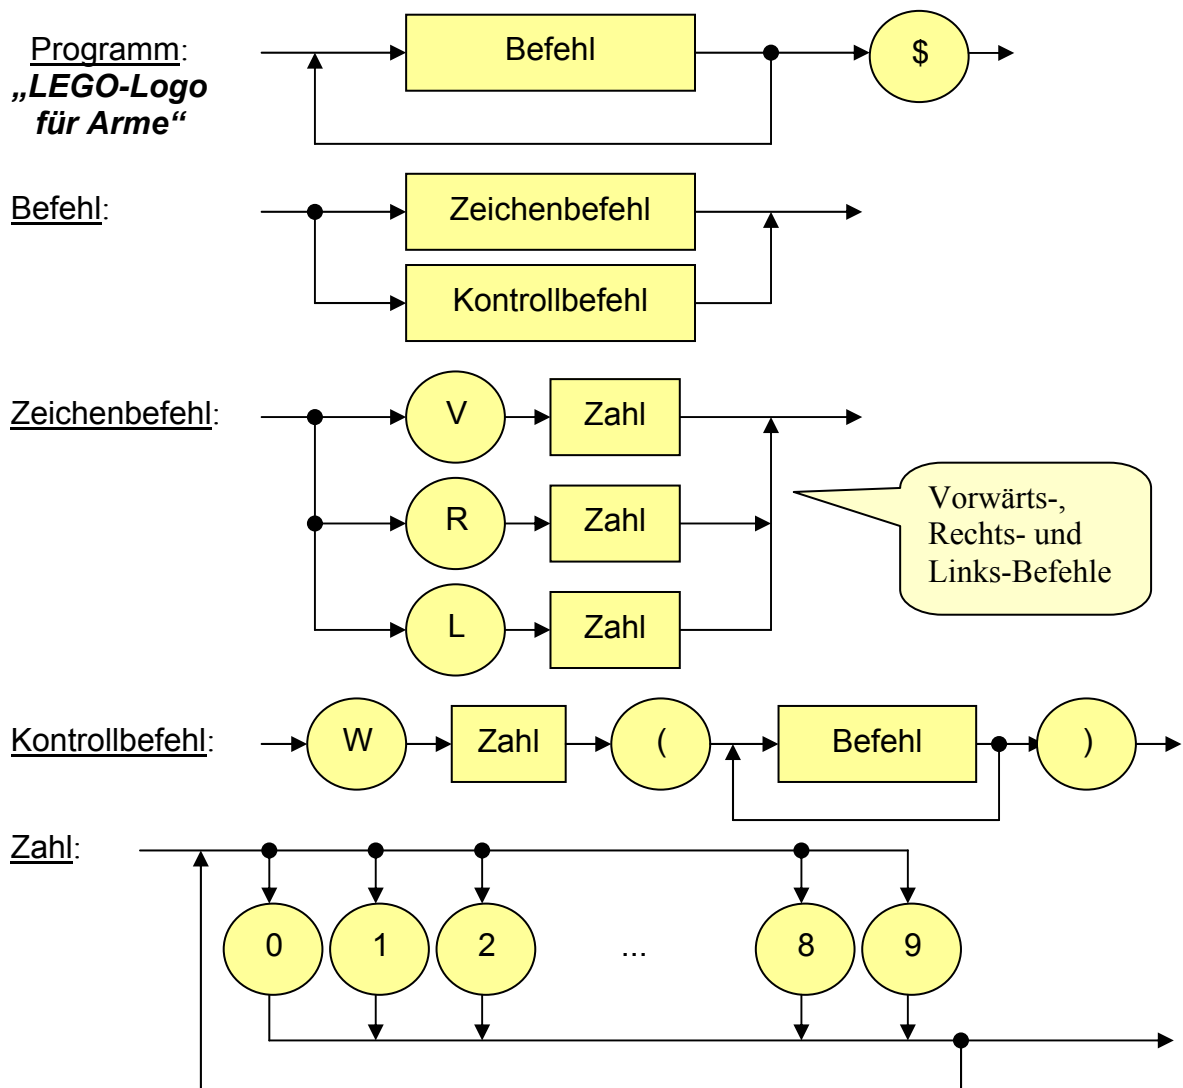 Programm: Befehl $
„LEGO-Logo
für Arme“
Befehl: Zeichenbefehl
Kontrollbefehl
Zeichenbefehl: V Zahl
R Zahl
L Zahl
Vorwärts-,
Rechts- und
Links-Befehle
Kontrollbefehl: W Zahl ( Befehl )
Zahl:
0 1 2 ... 8 9